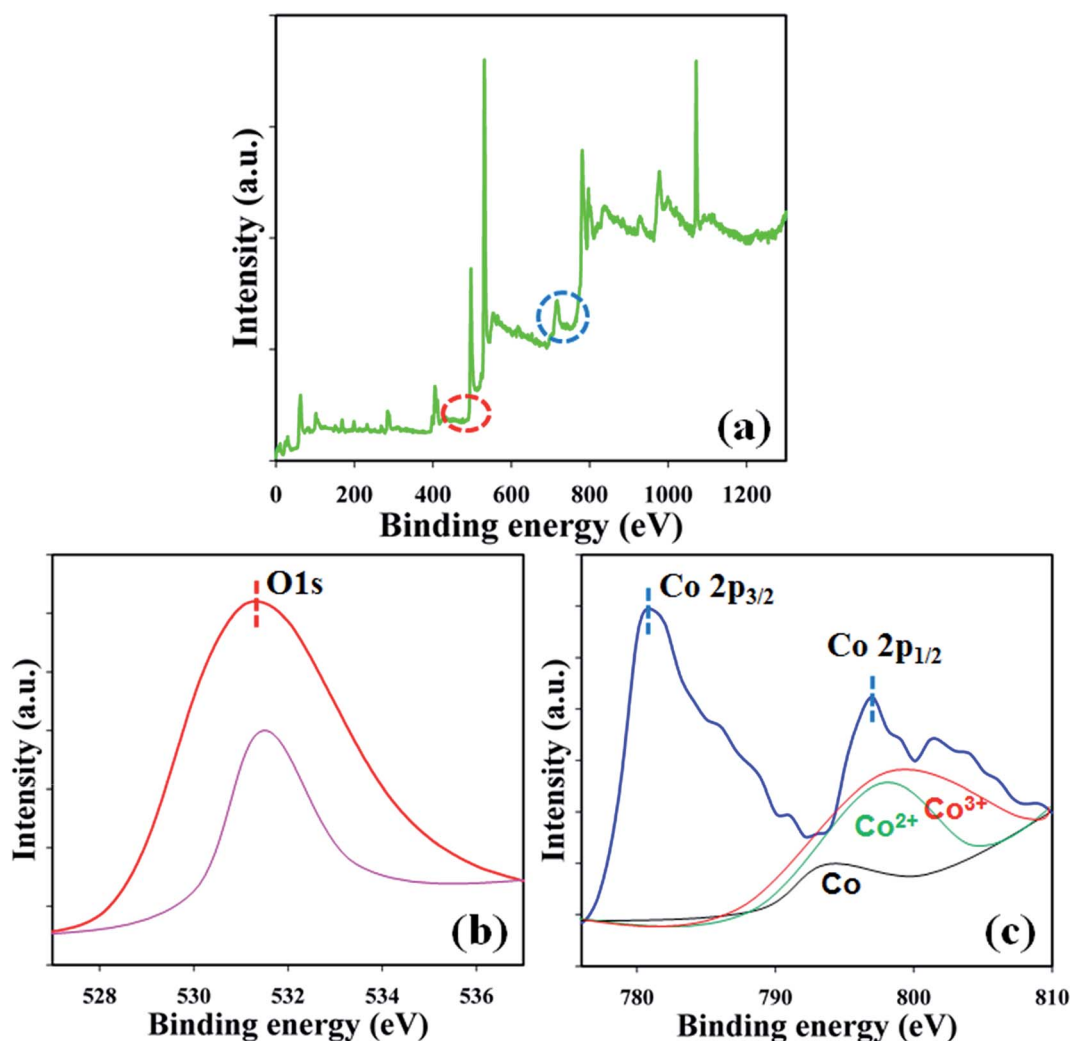 Intensity (a.u.)
(a)
0 200 400 600 800 1000 1200
Binding energy (eV)
O1s
Intensity (a.u.)
(b)
528 530 532 534 536
Binding energy (eV)
Co 2p3/2
Co 2p1/2
Intensity (a.u.)
Co³⁺
Co²⁺
Co
(c)
780 790 800 810
Binding energy (eV)